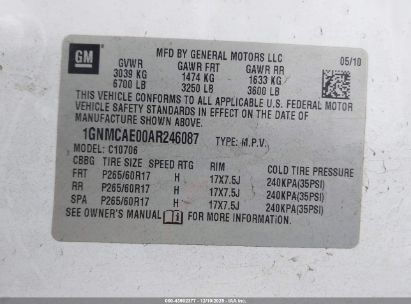 GM
MFD BY GENERAL MOTORS LLC
05/10
GVWR GAWR FRT GAWR RR
3039 KG 1474 KG 1633 KG
6700 LB 3250 LB 3600 LB
THIS VEHICLE CONFORMS TO ALL APPLICABLE U.S. FEDERAL MOTOR
VEHICLE SAFETY STANDARDS IN EFFECT ON THE DATE OF
MANUFACTURE SHOWN ABOVE.
1GNMCAE00AR246087 TYPE: M.P.V.
MODEL: C10706
CBBG TIRE SIZE SPEED RTG RIM COLD TIRE PRESSURE
FRT P265/60R17 H 17X7.5J 240KPA(35PSI)
RR P265/60R17 H 17X7.5J 240KPA(35PSI)
SPA P265/60R17 H 17X7.5J 240KPA(35PSI)
SEE OWNER'S MANUAL FOR MORE INFORMATION.